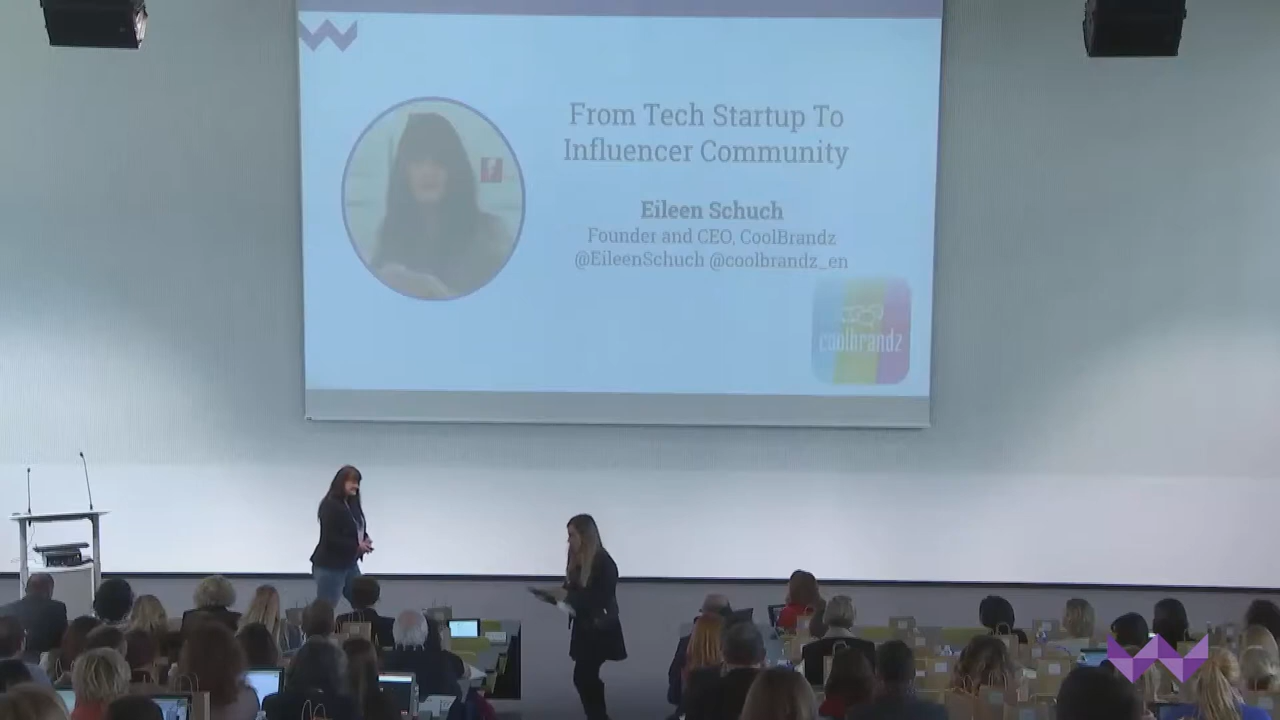 From Tech Startup To
Influencer Community
Eileen Schuch
Founder and CEO, CoolBrandz
@EileenSchuch @coolbrandz_en
coolbrandz